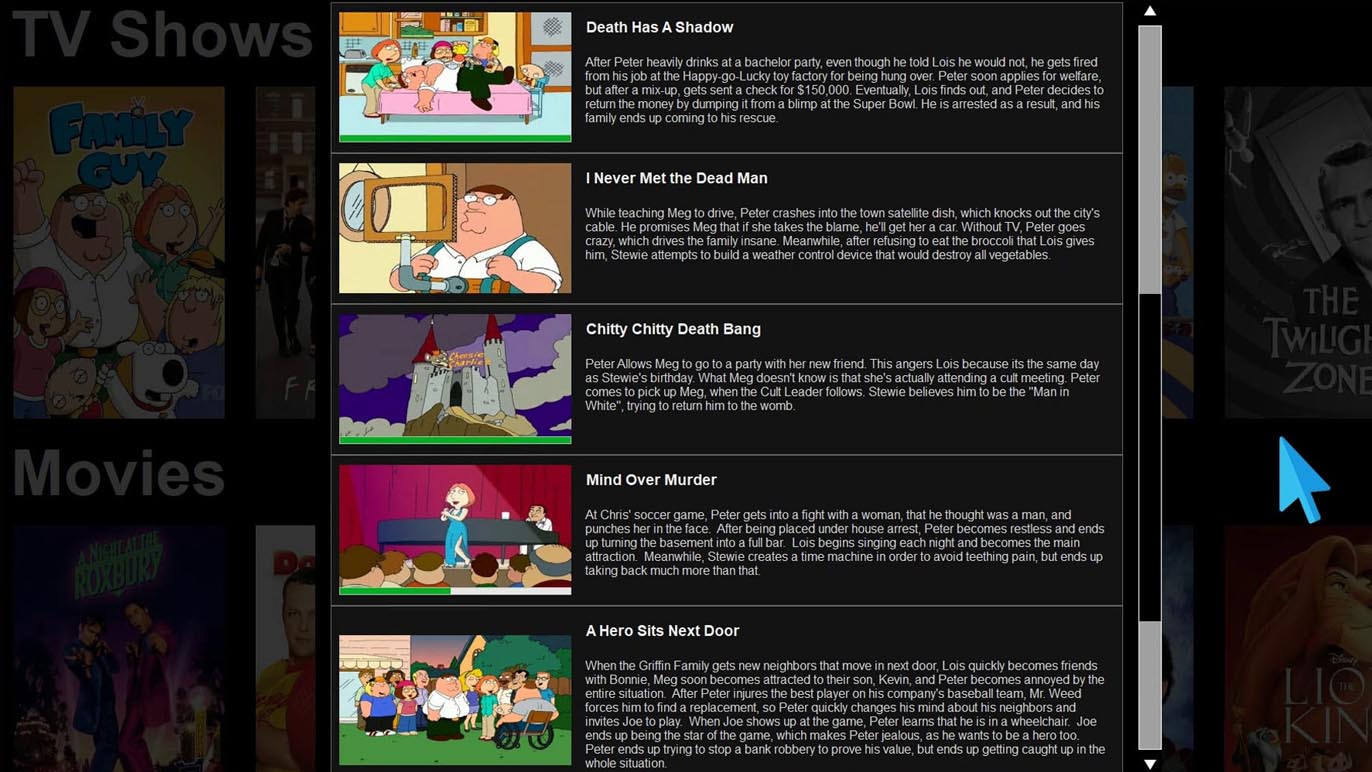 TV Shows
FAMILY
GUY
FOX
FR
Movies
A NIGHT AT THE
ROXBURY
Do
Death Has A Shadow
After Peter heavily drinks at a bachelor party, even though he told Lois he would not, he gets fired
from his job at the Happy-go-Lucky toy factory for being hung over. Peter soon applies for welfare,
but after a mix-up, gets sent a check for $150,000. Eventually, Lois finds out, and Peter decides to
return the money by dumping it from a blimp at the Super Bowl. He is arrested as a result, and his
family ends up coming to his rescue.
I Never Met the Dead Man
While teaching Meg to drive, Peter crashes into the town satellite dish, which knocks out the city's
cable. He promises Meg that if she takes the blame, he'll get her a car. Without TV, Peter goes
crazy, which drives the family insane. Meanwhile, after refusing to eat the broccoli that Lois gives
him, Stewie attempts to build a weather control device that would destroy all vegetables.
Cheesie
Charlie's
Chitty Chitty Death Bang
Peter Allows Meg to go to a party with her new friend. This angers Lois because its the same day
as Stewie's birthday. What Meg doesn't know is that she's actually attending a cult meeting. Peter
comes to pick up Meg, when the Cult Leader follows. Stewie believes him to be the "Man in
White", trying to return him to the womb.
Mind Over Murder
At Chris' soccer game, Peter gets into a fight with a woman, that he thought was a man, and
punches her in the face. After being placed under house arrest, Peter becomes restless and ends
up turning the basement into a full bar. Lois begins singing each night and becomes the main
attraction. Meanwhile, Stewie creates a time machine in order to avoid teething pain, but ends up
taking back much more than that.
A Hero Sits Next Door
When the Griffin Family gets new neighbors that move in next door, Lois quickly becomes friends
with Bonnie, Meg soon becomes attracted to their son, Kevin, and Peter becomes annoyed by the
entire situation. After Peter injures the best player on his company's baseball team, Mr. Weed
forces him to find a replacement, so Peter quickly changes his mind about his neighbors and
invites Joe to play. When Joe shows up at the game, Peter learns that he is in a wheelchair. Joe
ends up being the star of the game, which makes Peter jealous, as he wants to be a hero too.
Peter ends up trying to stop a bank robbery to prove his value, but ends up getting caught up in the
whole situation.
THE
TWILIGH
ZONE
Disney
THE
LIO
KIN